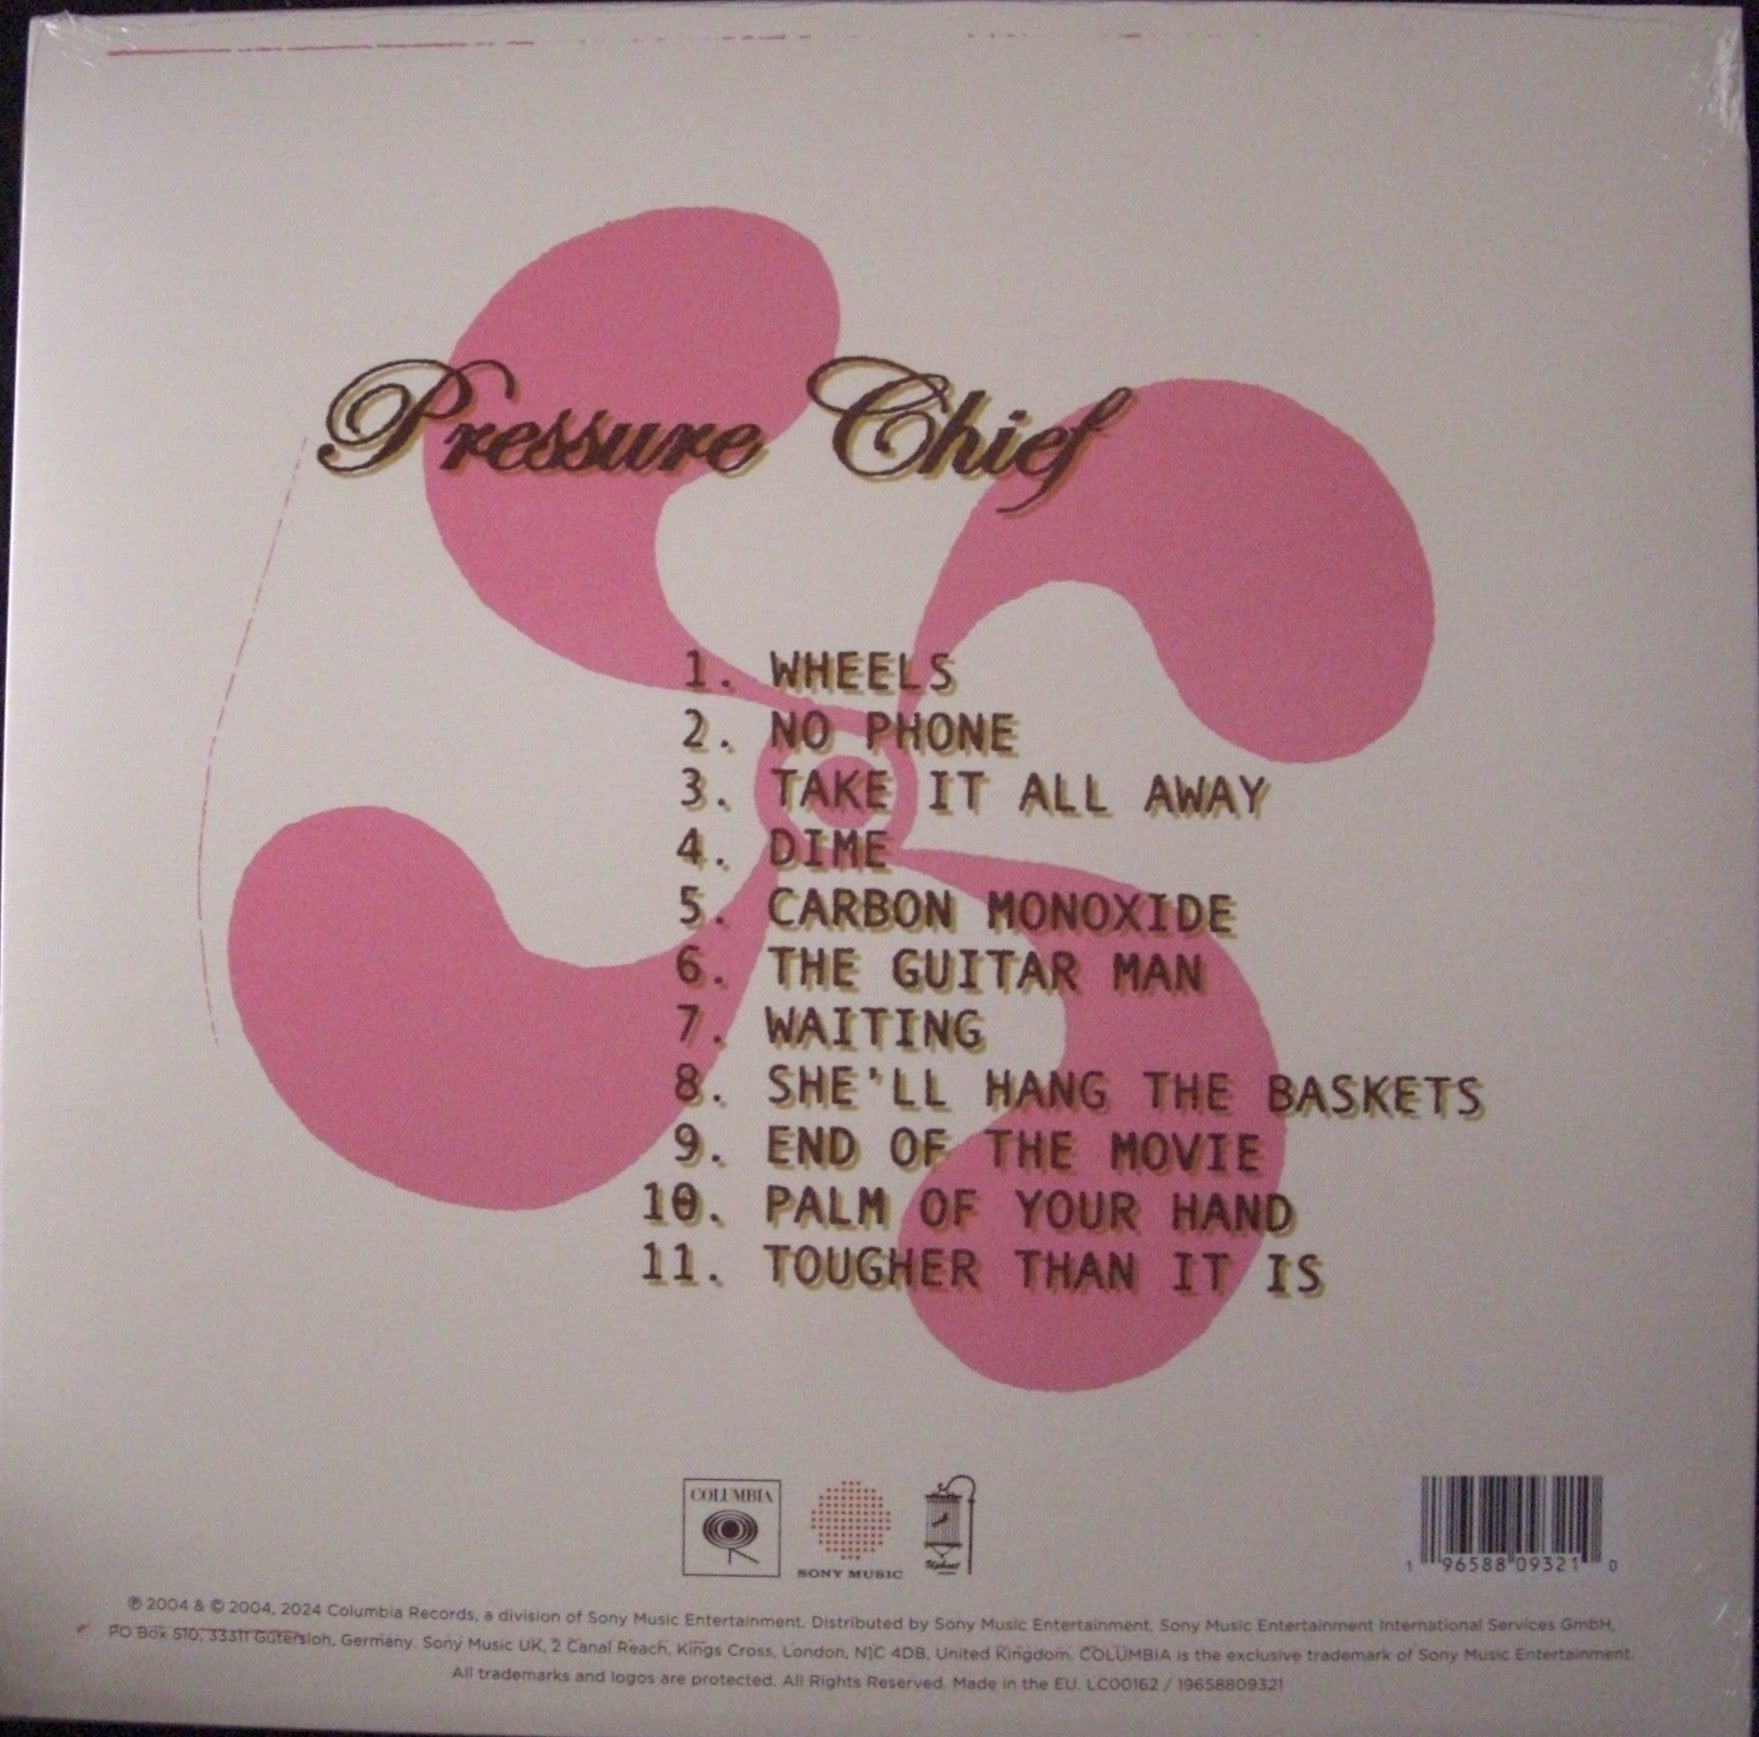 Pressure Chief
1. WHEELS
2. NO PHONE
3. TAKE IT ALL AWAY
4. DIME
5. CARBON MONOXIDE
6. THE GUITAR MAN
7. WAITING
8. SHE'LL HANG THE BASKETS
9. END OF THE MOVIE
10. PALM OF YOUR HAND
11. TOUGHER THAN IT IS
COLUMBIA
SONY MUSIC
Upbeat
1 96588 09321 0
℗ 2004 & © 2004, 2024 Columbia Records, a division of Sony Music Entertainment. Distributed by Sony Music Entertainment. Sony Music Entertainment International Services GmbH,
PO Box 510, 33311 Gütersloh, Germany. Sony Music UK, 2 Canal Reach, Kings Cross, London, N1C 4DB, United Kingdom. COLUMBIA is the exclusive trademark of Sony Music Entertainment.
All trademarks and logos are protected. All Rights Reserved. Made in the EU. LC00162 / 19658809321